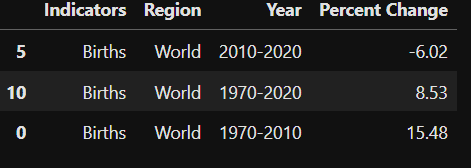 Indicators Region Year Percent Change
5 Births World 2010-2020 -6.02
10 Births World 1970-2020 8.53
0 Births World 1970-2010 15.48